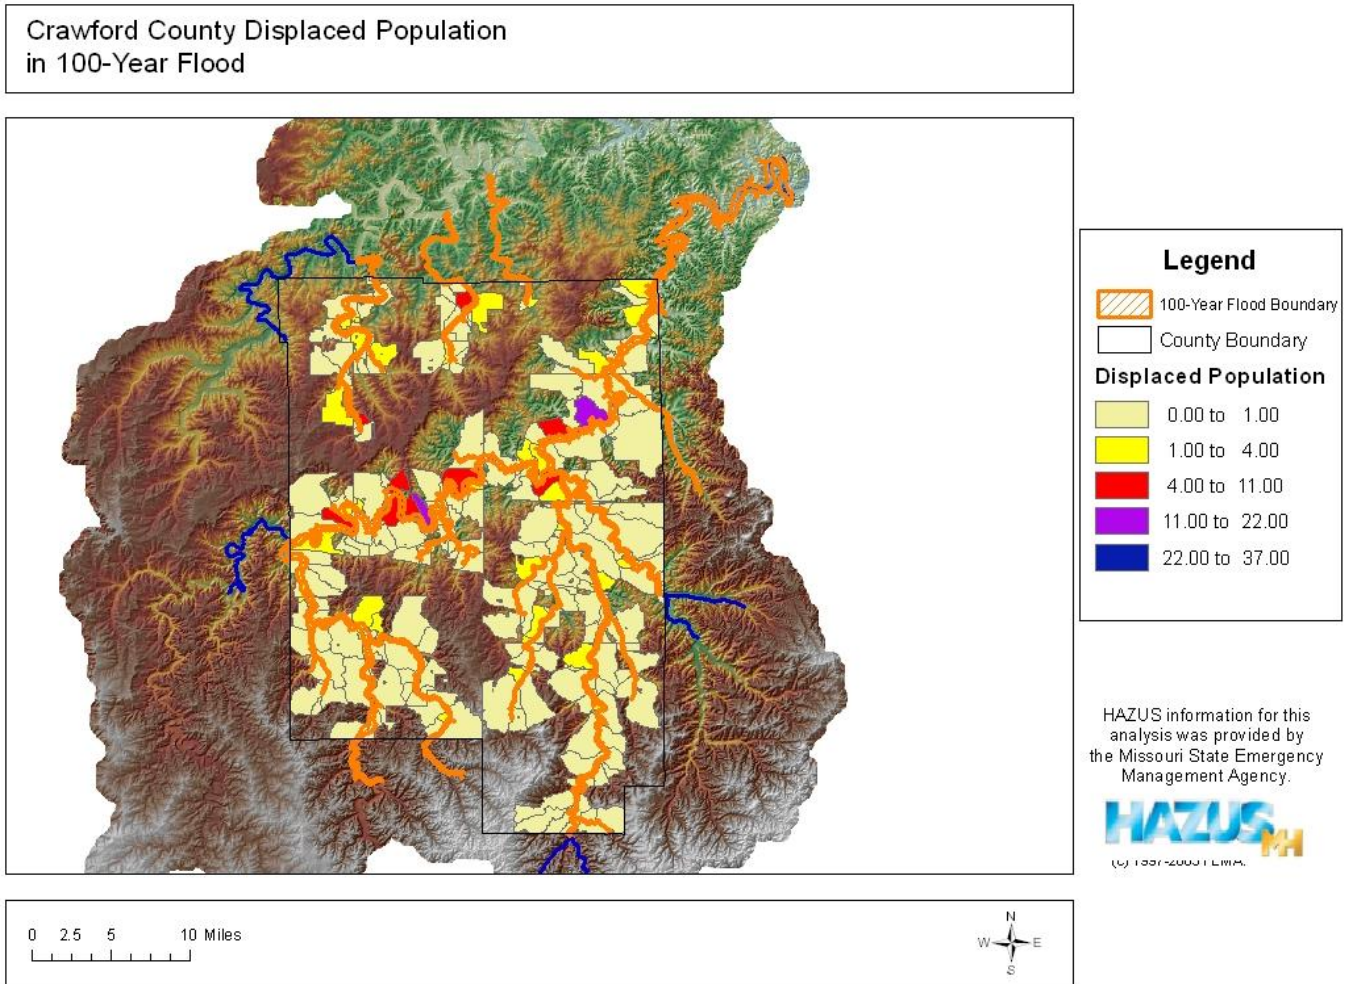 Crawford County Displaced Population
in 100-Year Flood
Legend
100-Year Flood Boundary
County Boundary
Displaced Population
0.00 to 1.00
1.00 to 4.00
4.00 to 11.00
11.00 to 22.00
22.00 to 37.00
HAZUS information for this
analysis was provided by
the Missouri State Emergency
Management Agency.
HAZUS
MH
0 2.5 5 10 Miles
N
W E
S